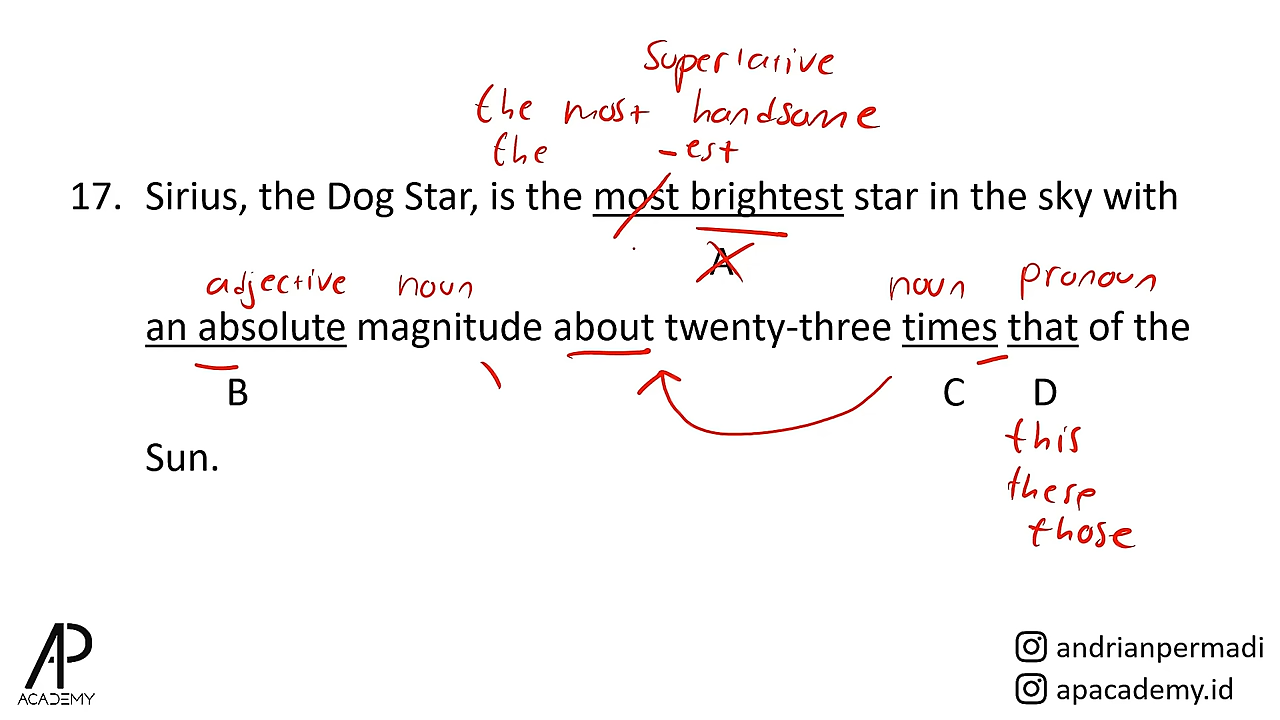 Superlative
the most handsome
the -est
17. Sirius, the Dog Star, is the most brightest star in the sky with
A
adjective noun noun pronoun
an absolute magnitude about twenty-three times that of the
B C D
this
Sun.
these
those
AP
ACADEMY
andrianpermadi
apacademy.id